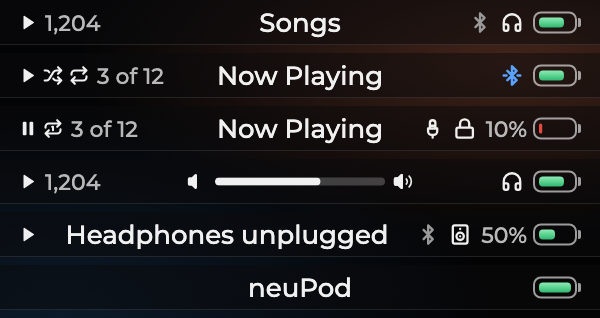 1,204 Songs
3 of 12 Now Playing
3 of 12 Now Playing 10%
1,204
Headphones unplugged 50%
neuPod